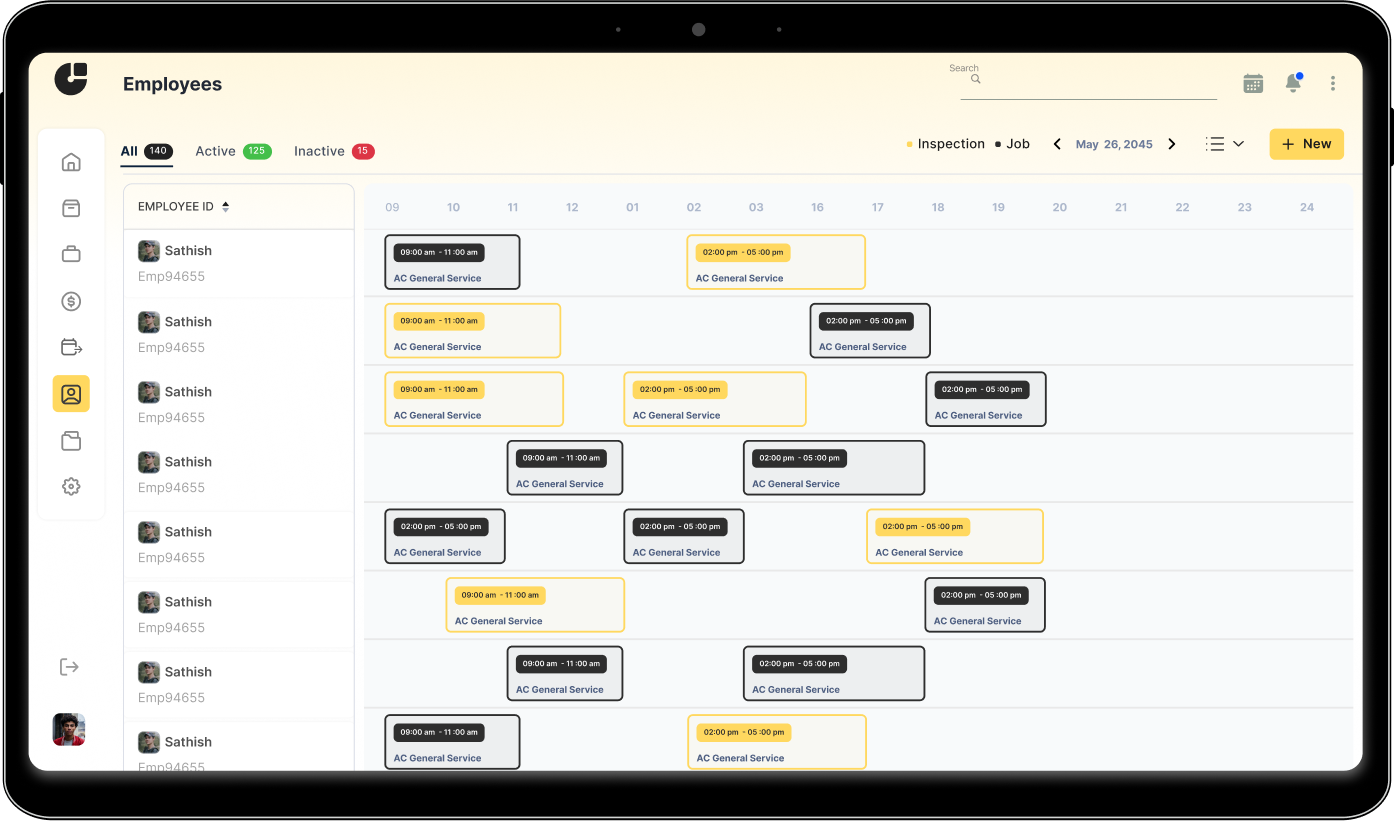 Employees
Search
All 140 Active 125 Inactive 15
Inspection Job May 26, 2045 + New
EMPLOYEE ID
09 10 11 12 01 02 03 16 17 18 19 20 21 22 23 24
Sathish
Emp94655
09:00 am - 11 :00 am
AC General Service
02:00 pm - 05 :00 pm
AC General Service
Sathish
Emp94655
09:00 am - 11 :00 am
AC General Service
02:00 pm - 05 :00 pm
AC General Service
Sathish
Emp94655
09:00 am - 11 :00 am
AC General Service
02:00 pm - 05 :00 pm
AC General Service
02:00 pm - 05 :00 pm
AC General Service
Sathish
Emp94655
09:00 am - 11 :00 am
AC General Service
02:00 pm - 05 :00 pm
AC General Service
Sathish
Emp94655
02:00 pm - 05 :00 pm
AC General Service
02:00 pm - 05 :00 pm
AC General Service
02:00 pm - 05 :00 pm
AC General Service
Sathish
Emp94655
09:00 am - 11 :00 am
AC General Service
02:00 pm - 05 :00 pm
AC General Service
Sathish
Emp94655
09:00 am - 11 :00 am
AC General Service
02:00 pm - 05 :00 pm
AC General Service
Sathish
Emp94655
09:00 am - 11 :00 am
AC General Service
02:00 pm - 05 :00 pm
AC General Service